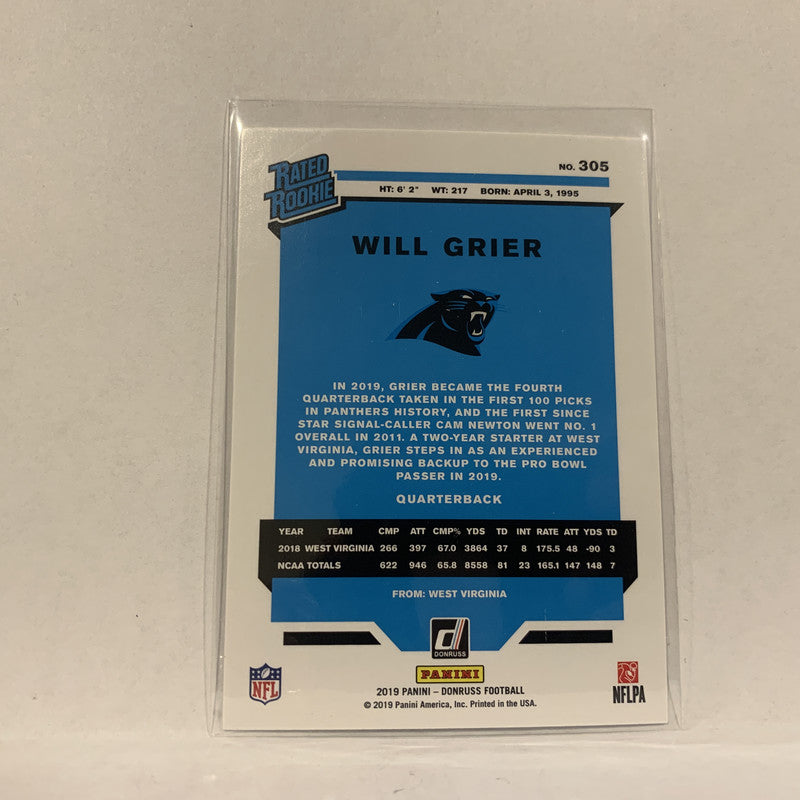 RATED
ROOKIE
NO. 305
HT: 6' 2" WT: 217 BORN: APRIL 3, 1995
WILL GRIER
IN 2019, GRIER BECAME THE FOURTH
QUARTERBACK TAKEN IN THE FIRST 100 PICKS
IN PANTHERS HISTORY, AND THE FIRST SINCE
STAR SIGNAL-CALLER CAM NEWTON WENT NO. 1
OVERALL IN 2011. A TWO-YEAR STARTER AT WEST
VIRGINIA, GRIER STEPS IN AS AN EXPERIENCED
AND PROMISING BACKUP TO THE PRO BOWL
PASSER IN 2019.
QUARTERBACK
YEAR TEAM CMP ATT CMP% YDS TD INT RATE ATT YDS TD
2018 WEST VIRGINIA 266 397 67.0 3864 37 8 175.5 48 -90 3
NCAA TOTALS 622 946 65.8 8558 81 23 165.1 147 148 7
FROM: WEST VIRGINIA
d
DONRUSS
PANINI
NFL
2019 PANINI – DONRUSS FOOTBALL
© 2019 Panini America, Inc. Printed in the USA.
NFLPA